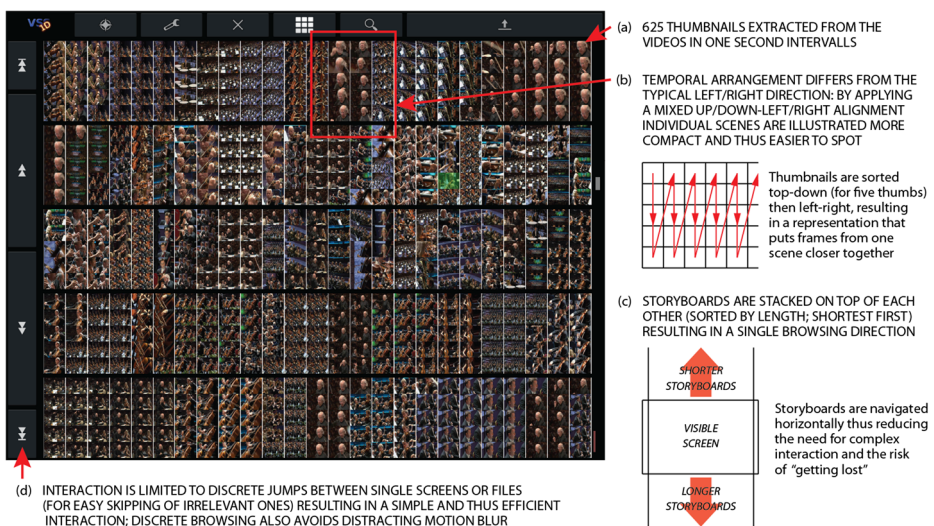 VSS
10
(a) 625 THUMBNAILS EXTRACTED FROM THE
VIDEOS IN ONE SECOND INTERVALLS
(b) TEMPORAL ARRANGEMENT DIFFERS FROM THE
TYPICAL LEFT/RIGHT DIRECTION: BY APPLYING
A MIXED UP/DOWN-LEFT/RIGHT ALIGNMENT
INDIVIDUAL SCENES ARE ILLUSTRATED MORE
COMPACT AND THUS EASIER TO SPOT
Thumbnails are sorted
top-down (for five thumbs)
then left-right, resulting
in a representation that
puts frames from one
scene closer together
(c) STORYBOARDS ARE STACKED ON TOP OF EACH
OTHER (SORTED BY LENGTH; SHORTEST FIRST)
RESULTING IN A SINGLE BROWSING DIRECTION
SHORTER
STORYBOARDS
VISIBLE
SCREEN
LONGER
STORYBOARDS
Storyboards are navigated
horizontally thus reducing
the need for complex
interaction and the risk
of “getting lost”
(d) INTERACTION IS LIMITED TO DISCRETE JUMPS BETWEEN SINGLE SCREENS OR FILES
(FOR EASY SKIPPING OF IRRELEVANT ONES) RESULTING IN A SIMPLE AND THUS EFFICIENT
INTERACTION; DISCRETE BROWSING ALSO AVOIDS DISTRACTING MOTION BLUR